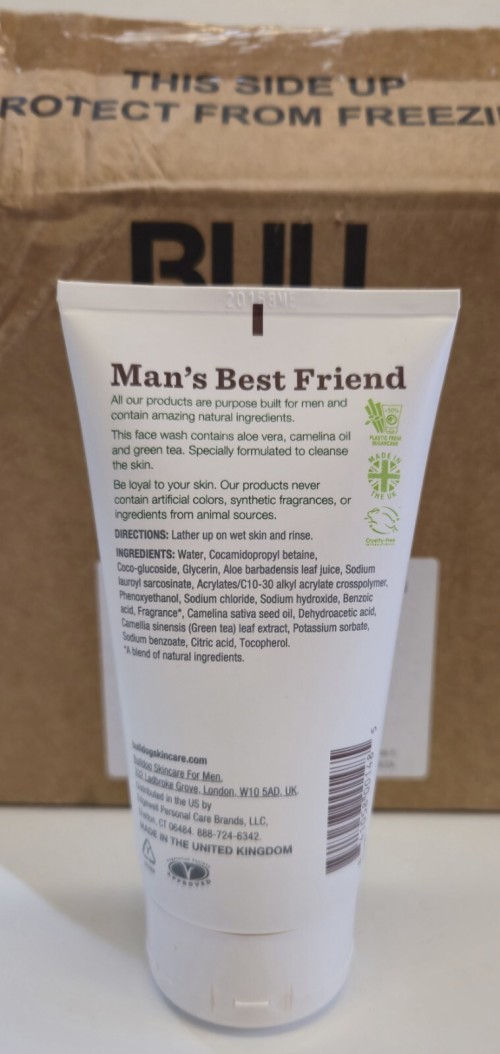 THIS SIDE UP
ROTECT FROM FREEZI
BULL
Man's Best Friend
All our products are purpose built for men and
contain amazing natural ingredients.
This face wash contains aloe vera, camelina oil
and green tea. Specially formulated to cleanse
the skin.
Be loyal to your skin. Our products never
contain artificial colors, synthetic fragrances, or
ingredients from animal sources.
PLASTIC FROM
SUGARCANE
MADE IN
THE UK
Cruelty free
DIRECTIONS: Lather up on wet skin and rinse.
INGREDIENTS: Water, Cocamidopropyl betaine,
Coco-glucoside, Glycerin, Aloe barbadensis leaf juice, Sodium
lauroyl sarcosinate, Acrylates/C10-30 alkyl acrylate crosspolymer,
Phenoxyethanol, Sodium chloride, Sodium hydroxide, Benzoic
acid, Fragrance*, Camelina sativa seed oil, Dehydroacetic acid,
Camellia sinensis (Green tea) leaf extract, Potassium sorbate,
Sodium benzoate, Citric acid, Tocopherol.
*A blend of natural ingredients.
bulldogskincare.com
Bulldog Skincare For Men,
Ladbroke Grove, London, W10 5AD, UK
Distributed in the US by
Personal Care Brands, LLC,
CT 06484. 888-724-6342.
MADE IN THE UNITED KINGDOM
APPROVED